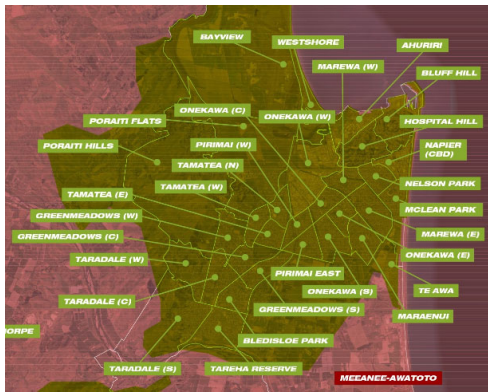 BAYVIEW
WESTSHORE
AHURIRI
MAREWA (W)
BLUFF HILL
ONEKAWA (C)
PORAITI FLATS
ONEKAWA (W)
HOSPITAL HILL
PIRIMAI (W)
PORAITI HILLS
NAPIER
(CBD)
TAMATEA (N)
TAMATEA (W)
NELSON PARK
TAMATEA (E)
MCLEAN PARK
GREENMEADOWS (W)
MAREWA (E)
GREENMEADOWS (C)
ONEKAWA (E)
TARADALE (W)
PIRIMAI EAST
TE AWA
ONEKAWA (S)
TARADALE (C)
GREENMEADOWS (S)
MARAENUI
ORPE
BLEDISLOE PARK
TARADALE (S)
TAREHA RESERVE
MEEANEE-AWATOTO